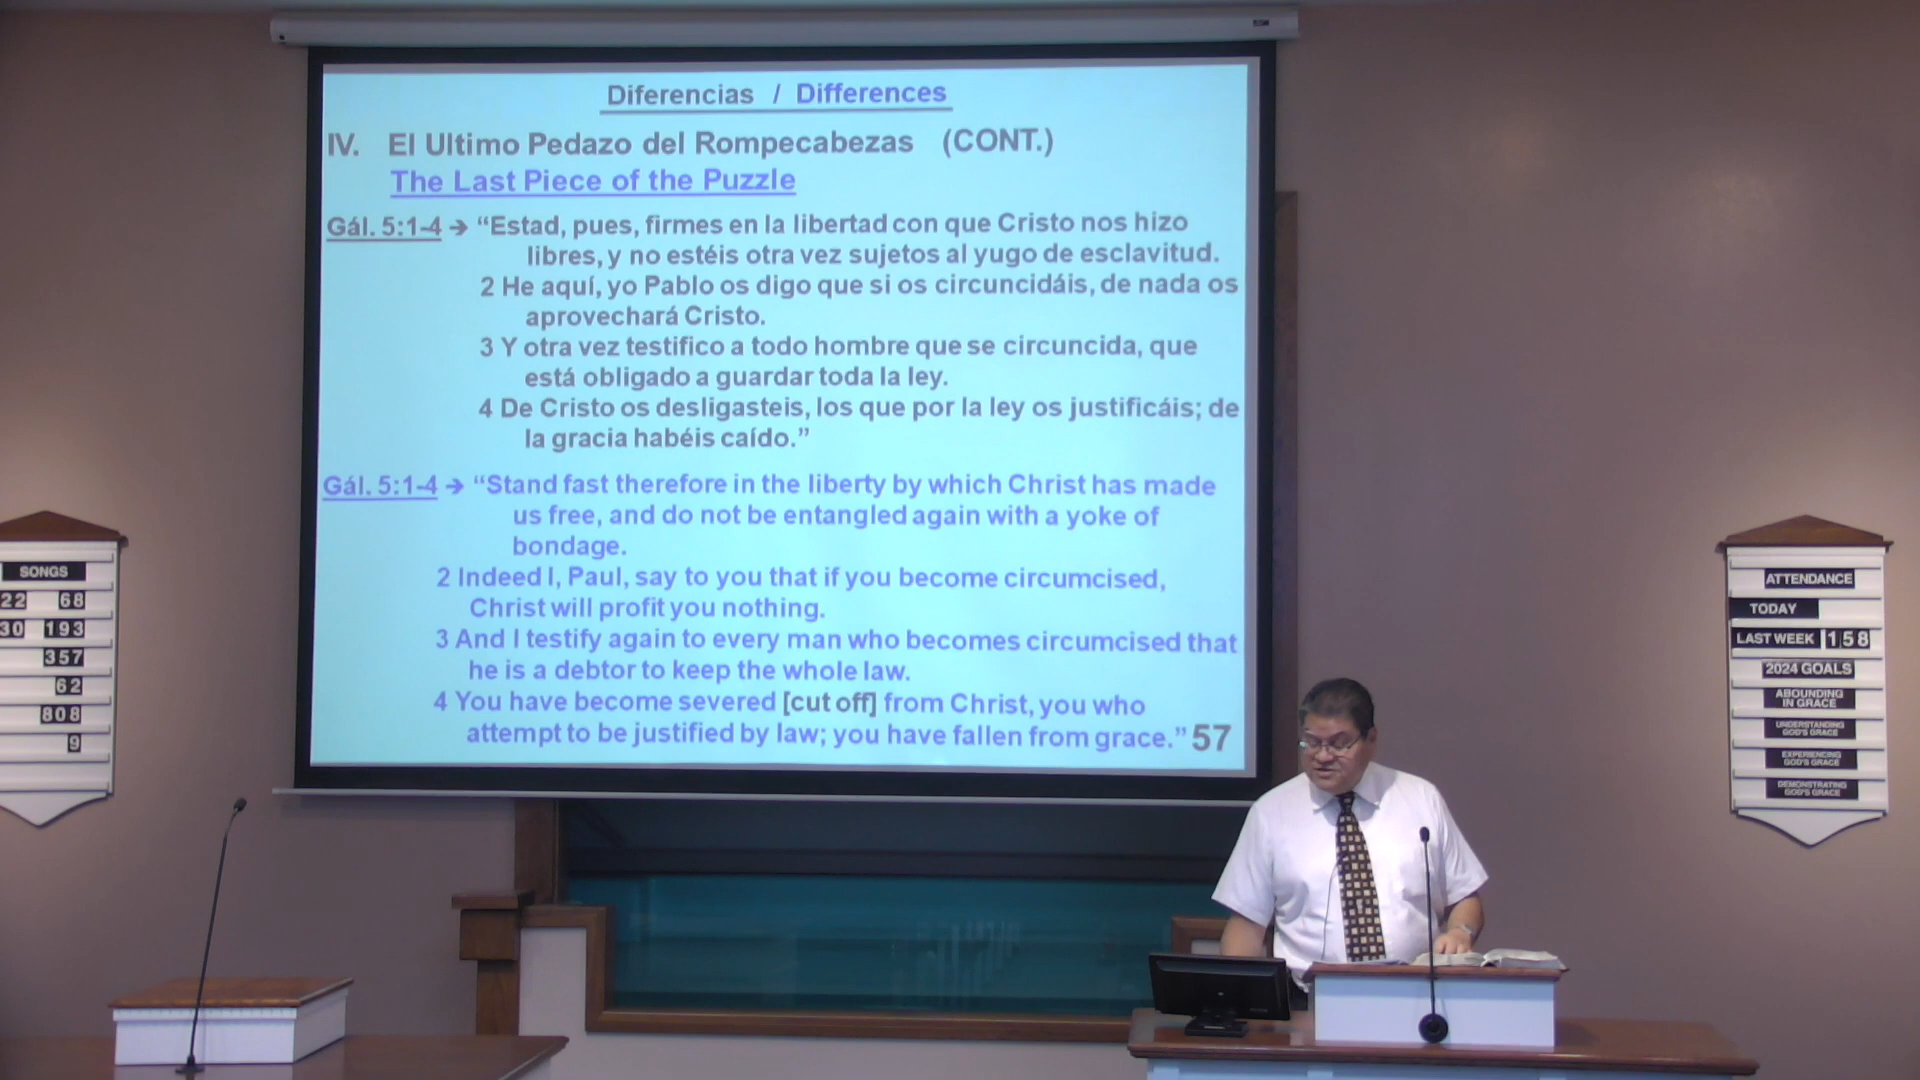 Diferencias / Differences
IV. El Ultimo Pedazo del Rompecabezas (CONT.)
The Last Piece of the Puzzle
Gál. 5:1-4 → “Estad, pues, firmes en la libertad con que Cristo nos hizo
libres, y no estéis otra vez sujetos al yugo de esclavitud.
2 He aquí, yo Pablo os digo que si os circuncidáis, de nada os
aprovechará Cristo.
3 Y otra vez testifico a todo hombre que se circuncida, que
está obligado a guardar toda la ley.
4 De Cristo os desligasteis, los que por la ley os justificáis; de
la gracia habéis caído.”
Gál. 5:1-4 → “Stand fast therefore in the liberty by which Christ has made
us free, and do not be entangled again with a yoke of
bondage.
2 Indeed I, Paul, say to you that if you become circumcised,
Christ will profit you nothing.
3 And I testify again to every man who becomes circumcised that
he is a debtor to keep the whole law.
4 You have become severed [cut off] from Christ, you who
attempt to be justified by law; you have fallen from grace.” 57
SONGS
22 68
30 193
357
62
808
9
ATTENDANCE
TODAY
LAST WEEK 158
2024 GOALS
ABOUNDING
IN GRACE
UNDERSTANDING
GOD'S GRACE
EXPERIENCING
GOD'S GRACE
DEMONSTRATING
GOD'S GRACE